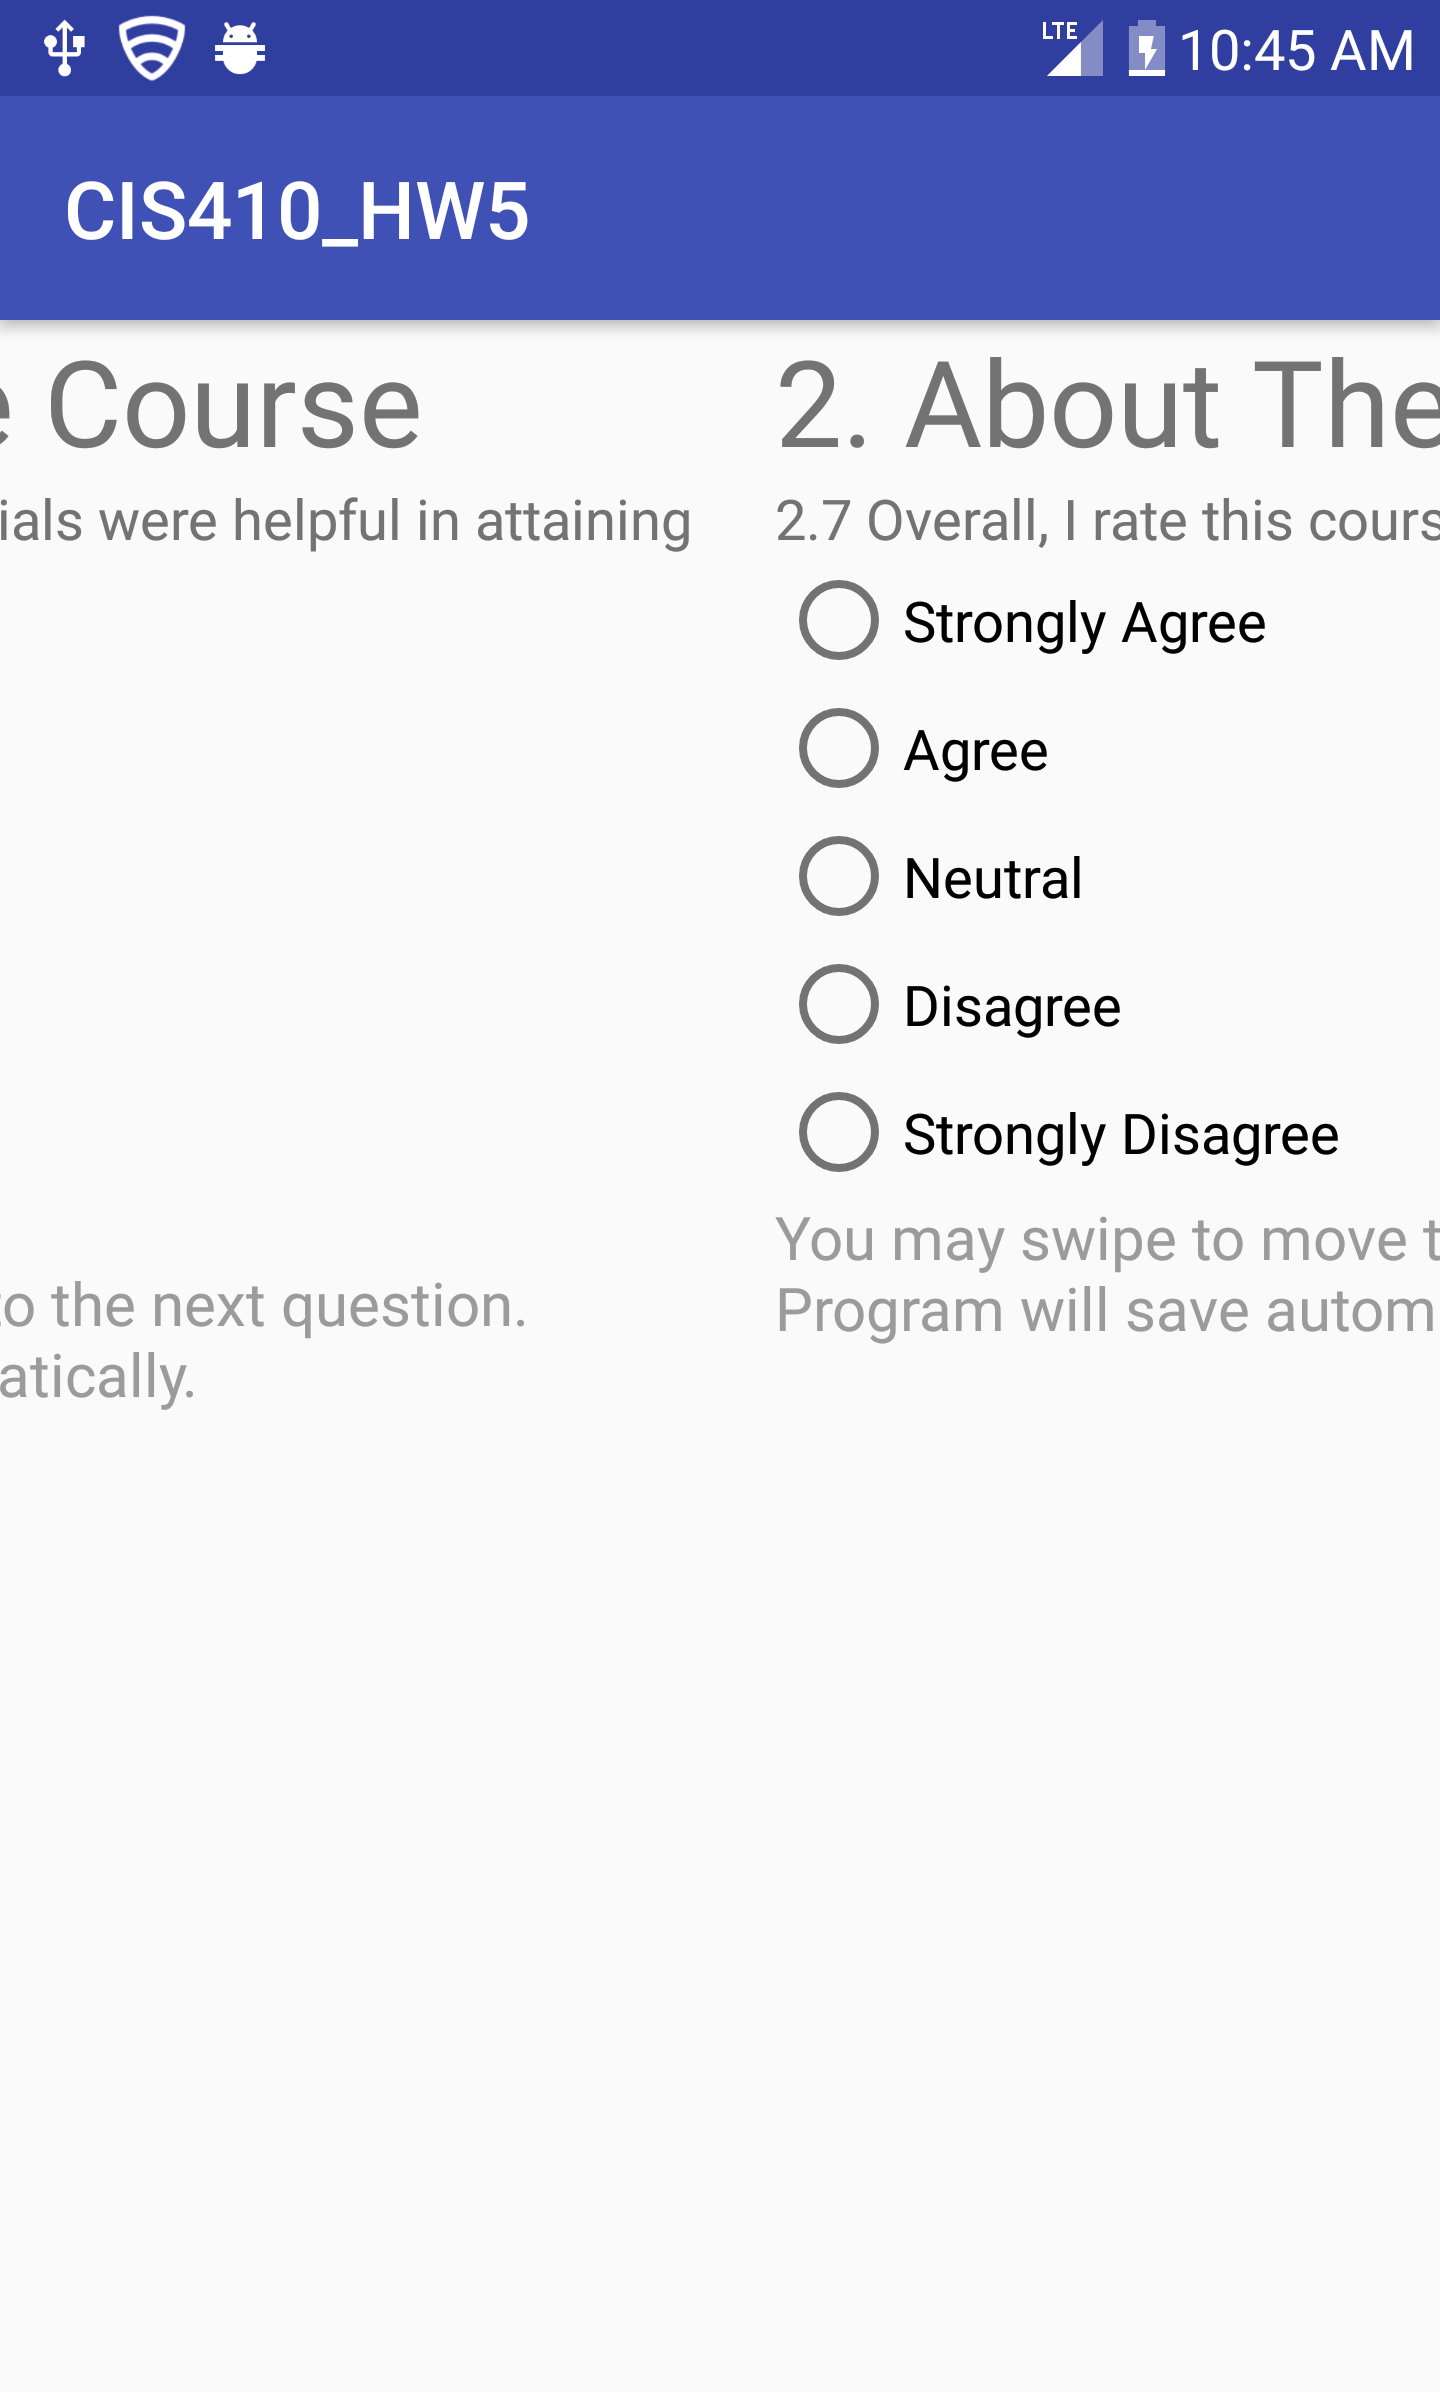 LTE 10:45 AM
CIS410_HW5
e Course
ials were helpful in attaining
to the next question.
atically.
2. About The
2.7 Overall, I rate this cours
Strongly Agree
Agree
Neutral
Disagree
Strongly Disagree
You may swipe to move t
Program will save autom